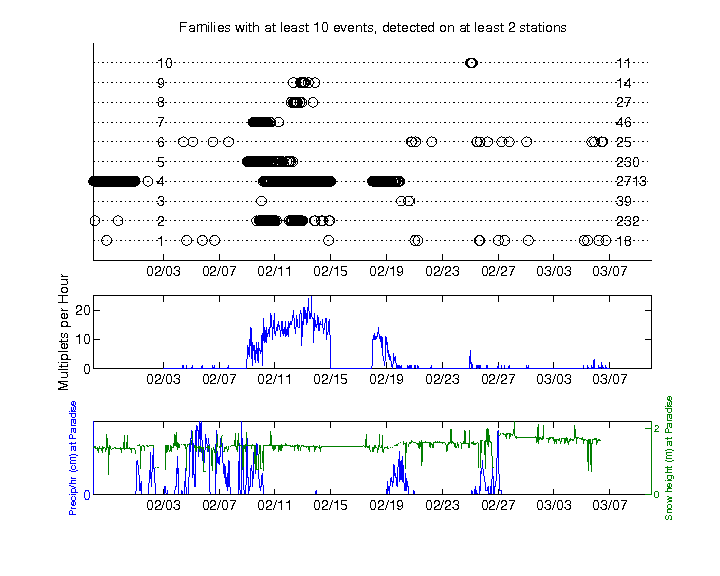 Families with at least 10 events, detected on at least 2 stations
10 11
9 14
8 27
7 46
6 25
5 230
4 2713
3 39
2 232
1 16
02/03 02/07 02/11 02/15 02/19 02/23 02/27 03/03 03/07
Multiplets per Hour
20
10
0
02/03 02/07 02/11 02/15 02/19 02/23 02/27 03/03 03/07
Precip/hr (cm) at Paradise
0
2
0
Snow height (m) at Paradise
02/03 02/07 02/11 02/15 02/19 02/23 02/27 03/03 03/07